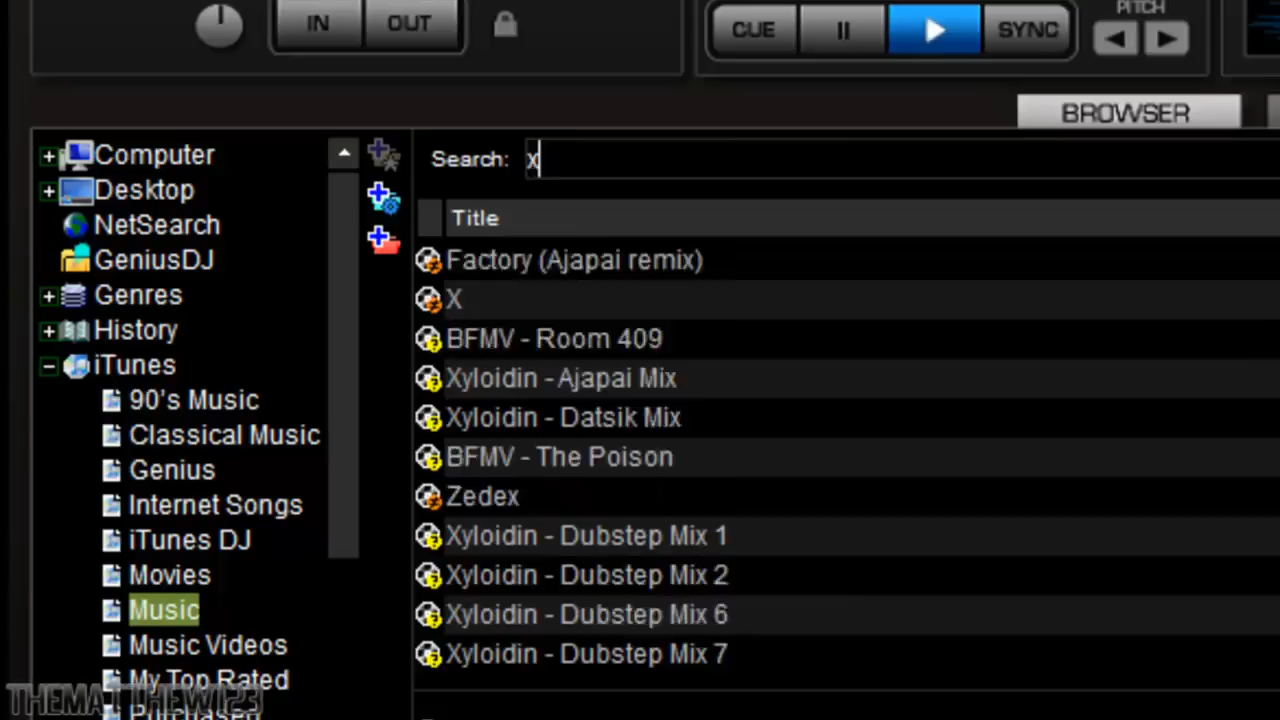 IN OUT
CUE SYNC
PITCH
BROWSER
Computer
Desktop
NetSearch
GeniusDJ
Genres
History
iTunes
90's Music
Classical Music
Genius
Internet Songs
iTunes DJ
Movies
Music
Music Videos
My Top Rated
Purchased
Search: x
Title
Factory (Ajapai remix)
X
BFMV - Room 409
Xyloidin - Ajapai Mix
Xyloidin - Datsik Mix
BFMV - The Poison
Zedex
Xyloidin - Dubstep Mix 1
Xyloidin - Dubstep Mix 2
Xyloidin - Dubstep Mix 6
Xyloidin - Dubstep Mix 7
THEMATTHEW123